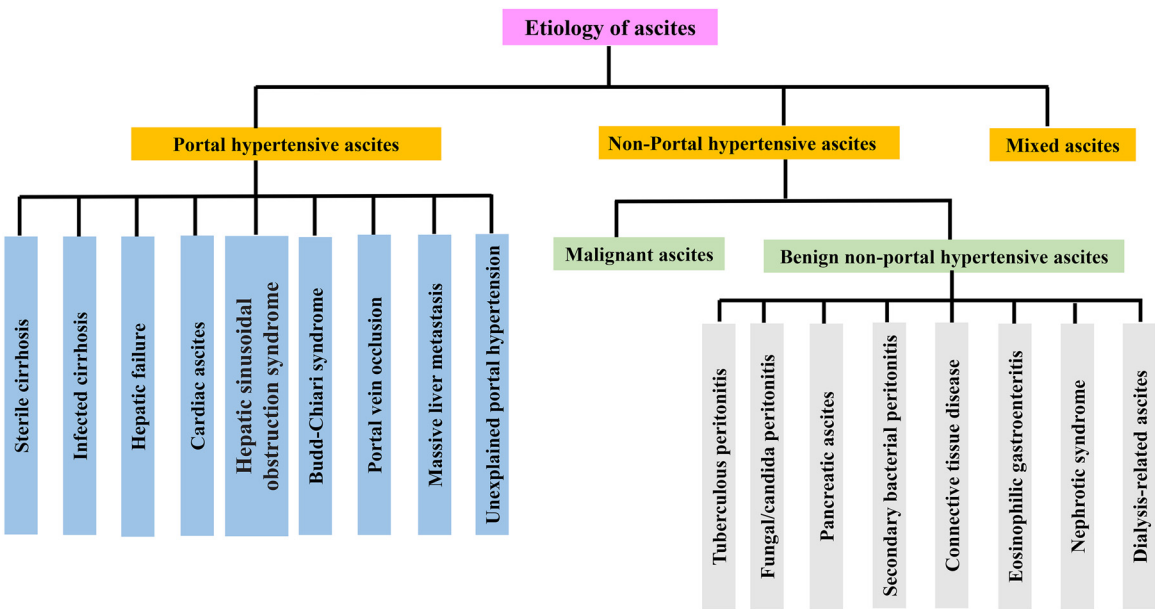 Etiology of ascites
Portal hypertensive ascites
Non-Portal hypertensive ascites
Mixed ascites
Malignant ascites
Benign non-portal hypertensive ascites
Sterile cirrhosis
Infected cirrhosis
Hepatic failure
Cardiac ascites
Hepatic sinusoidal
obstruction syndrome
Budd-Chiari syndrome
Portal vein occlusion
Massive liver metastasis
Unexplained portal hypertension
Tuberculous peritonitis
Fungal/candida peritonitis
Pancreatic ascites
Secondary bacterial peritonitis
Connective tissue disease
Eosinophilic gastroenteritis
Nephrotic syndrome
Dialysis-related ascites